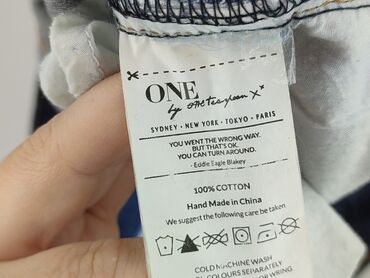 ONE
by oneteaspoon xx
SYDNEY • NEW YORK • TOKYO • PARIS
YOU WENT THE WRONG WAY.
BUT THAT'S OK.
YOU CAN TURN AROUND.
- Eddie Eagle Blakey
100% COTTON
Hand Made in China
We suggest the following care be taken
COLD MACHINE WASH
COLOURS SEPARATELY